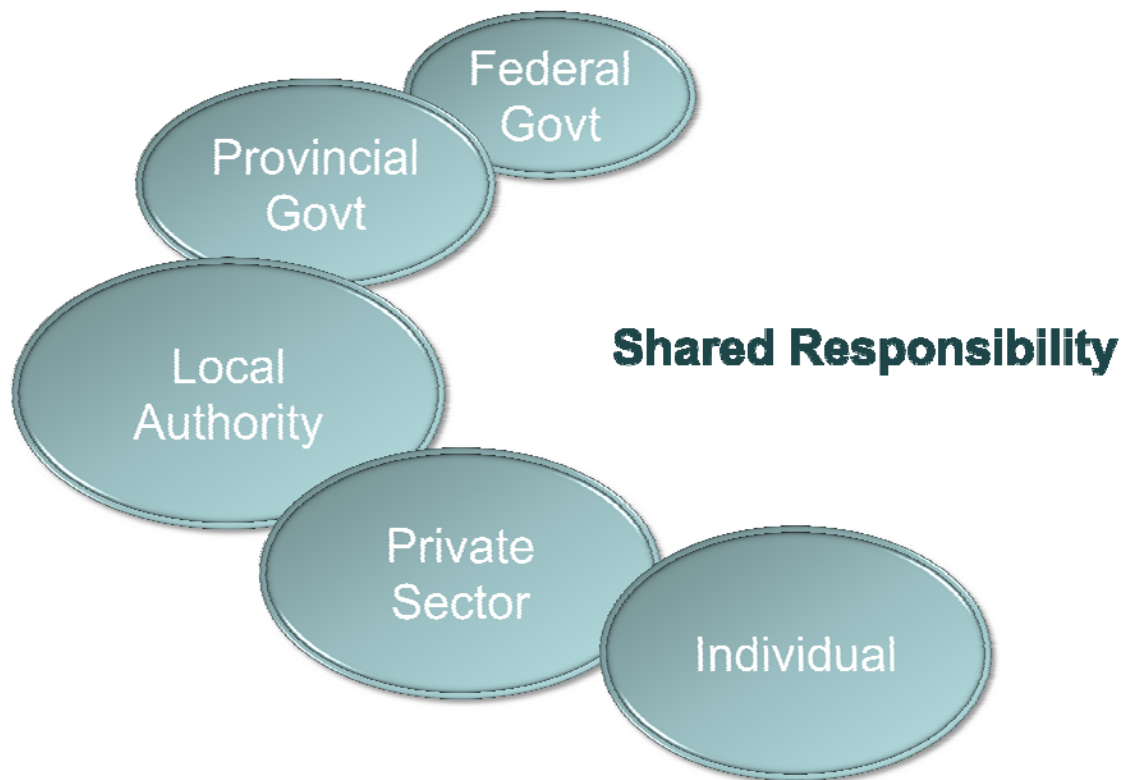 Federal
Govt
Provincial
Govt
Local
Authority
Shared Responsibility
Private
Sector
Individual